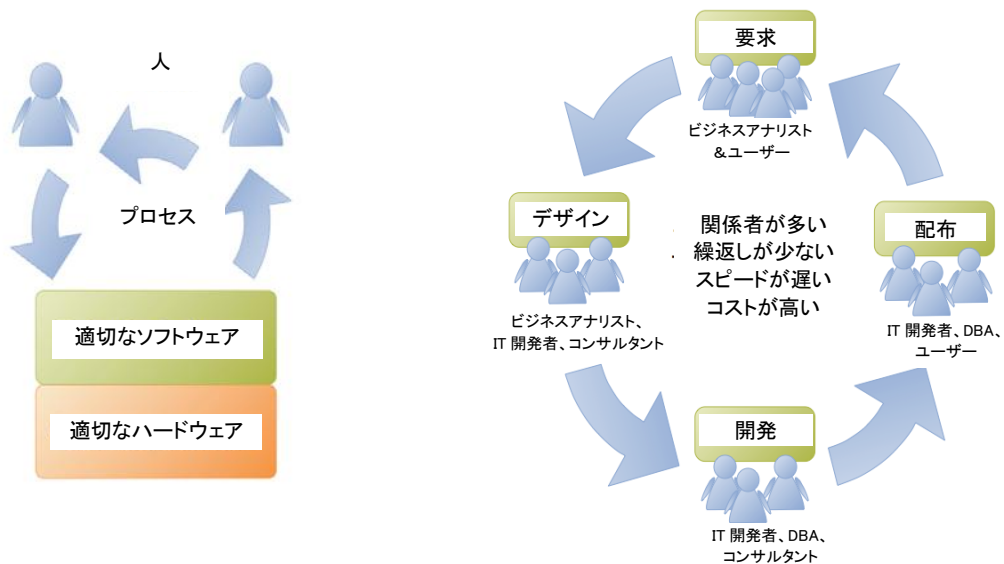 人
プロセス
適切なソフトウェア
適切なハードウェア
要求
ビジネスアナリスト
&ユーザー
デザイン
ビジネスアナリスト、
IT 開発者、コンサルタント
関係者が多い
繰返しが少ない
スピードが遅い
コストが高い
配布
IT 開発者、DBA、
ユーザー
開発
IT 開発者、DBA、
コンサルタント